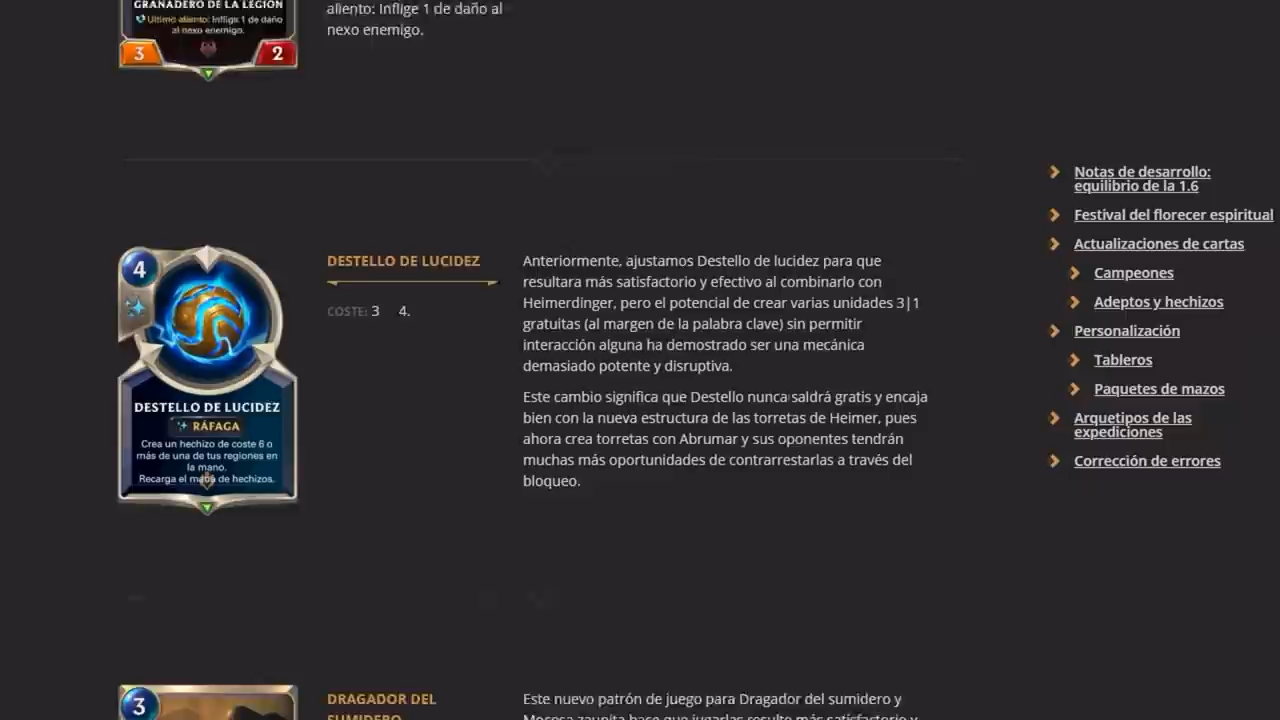 GRANADERO DE LA LEGIÓN
Último aliento: Inflige 1 de daño
al nexo enemigo.
3
2
aliento: Inflige 1 de daño al
nexo enemigo.
4
DESTELLO DE LUCIDEZ
RÁFAGA
Crea un hechizo de coste 6 o
más de una de tus regiones en
la mano.
Recarga el maná de hechizos.
DESTELLO DE LUCIDEZ
COSTE: 3 4.
Anteriormente, ajustamos Destello de lucidez para que
resultara más satisfactorio y efectivo al combinarlo con
Heimerdinger, pero el potencial de crear varias unidades 3|1
gratuitas (al margen de la palabra clave) sin permitir
interacción alguna ha demostrado ser una mecánica
demasiado potente y disruptiva.
Este cambio significa que Destello nunca saldrá gratis y encaja
bien con la nueva estructura de las torretas de Heimer, pues
ahora crea torretas con Abrumar y sus oponentes tendrán
muchas más oportunidades de contrarrestarlas a través del
bloqueo.
3
DRAGADOR DEL
SUMIDERO
Este nuevo patrón de juego para Dragador del sumidero y
Mocosa zaunita hace que jugarlas resulte más satisfactorio y
Notas de desarrollo:
equilibrio de la 1.6
Festival del florecer espiritual
Actualizaciones de cartas
Campeones
Adeptos y hechizos
Personalización
Tableros
Paquetes de mazos
Arquetipos de las
expediciones
Corrección de errores